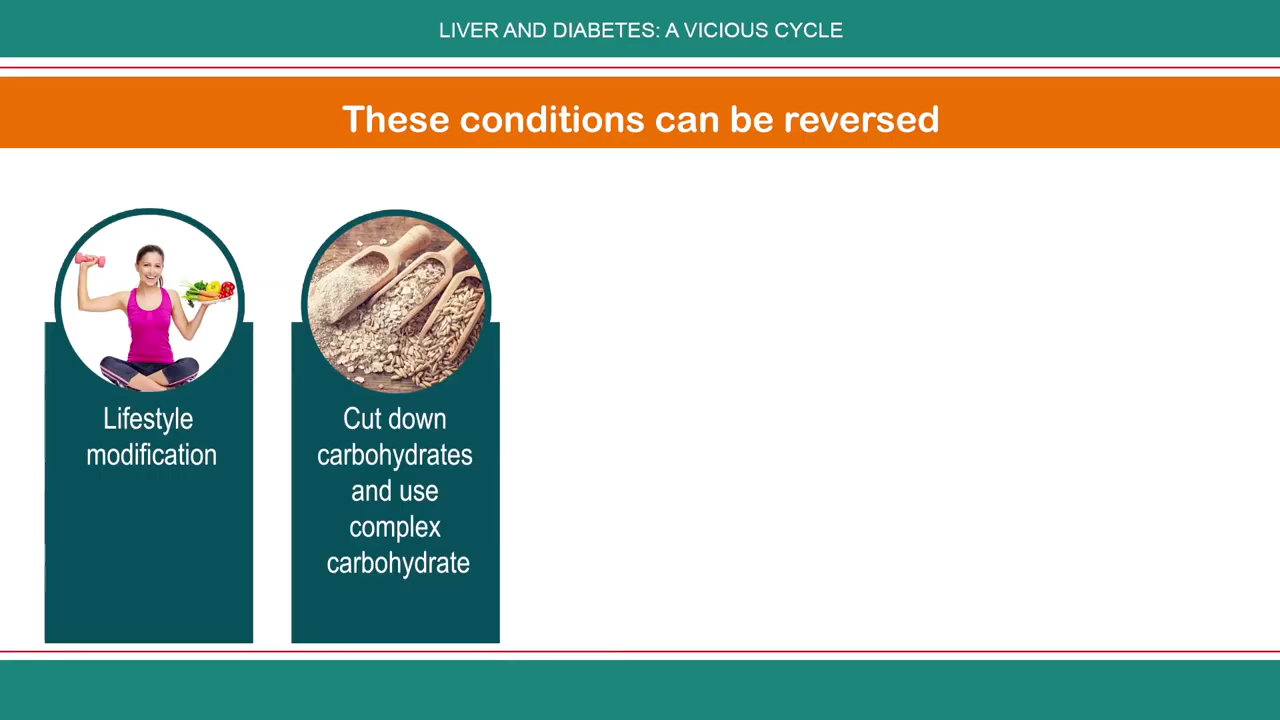 LIVER AND DIABETES: A VICIOUS CYCLE
These conditions can be reversed
Lifestyle
modification
Cut down
carbohydrates
and use
complex
carbohydrate